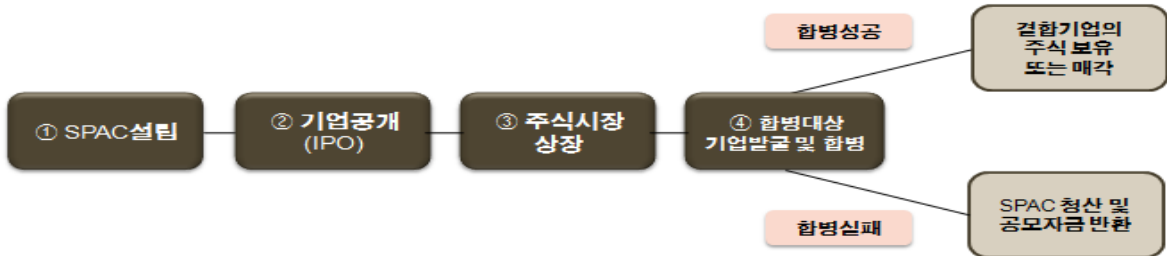 ① SPAC설립
② 기업공개
(IPO)
③ 주식시장
상장
④ 합병대상
기업발굴 및 합병
합병성공
결합기업의
주식 보유
또는 매각
합병실패
SPAC 청산 및
공모자금 반환